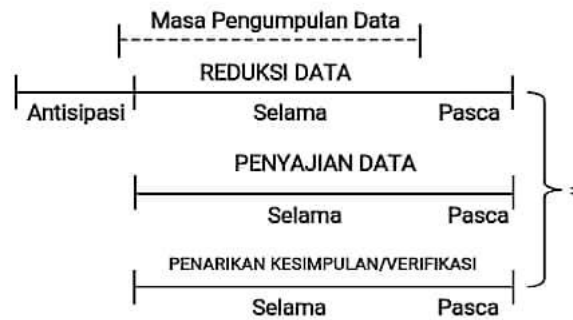 Masa Pengumpulan Data
REDUKSI DATA
Antisipasi Selama Pasca
PENYAJIAN DATA
Selama Pasca
PENARIKAN KESIMPULAN/VERIFIKASI
Selama Pasca